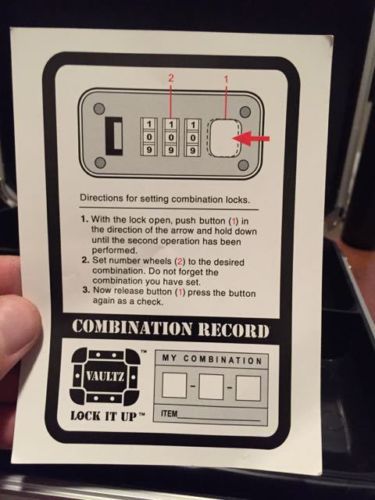 2 1
1 1 1
0 0 0
9 9 9
Directions for setting combination locks.
1. With the lock open, push button (1) in
the direction of the arrow and hold down
until the second operation has been
performed.
2. Set number wheels (2) to the desired
combination. Do not forget the
combination you have set.
3. Now release button (1) press the button
again as a check.
COMBINATION RECORD
VAULTZ ™
LOCK IT UP ™
MY COMBINATION
- -
ITEM